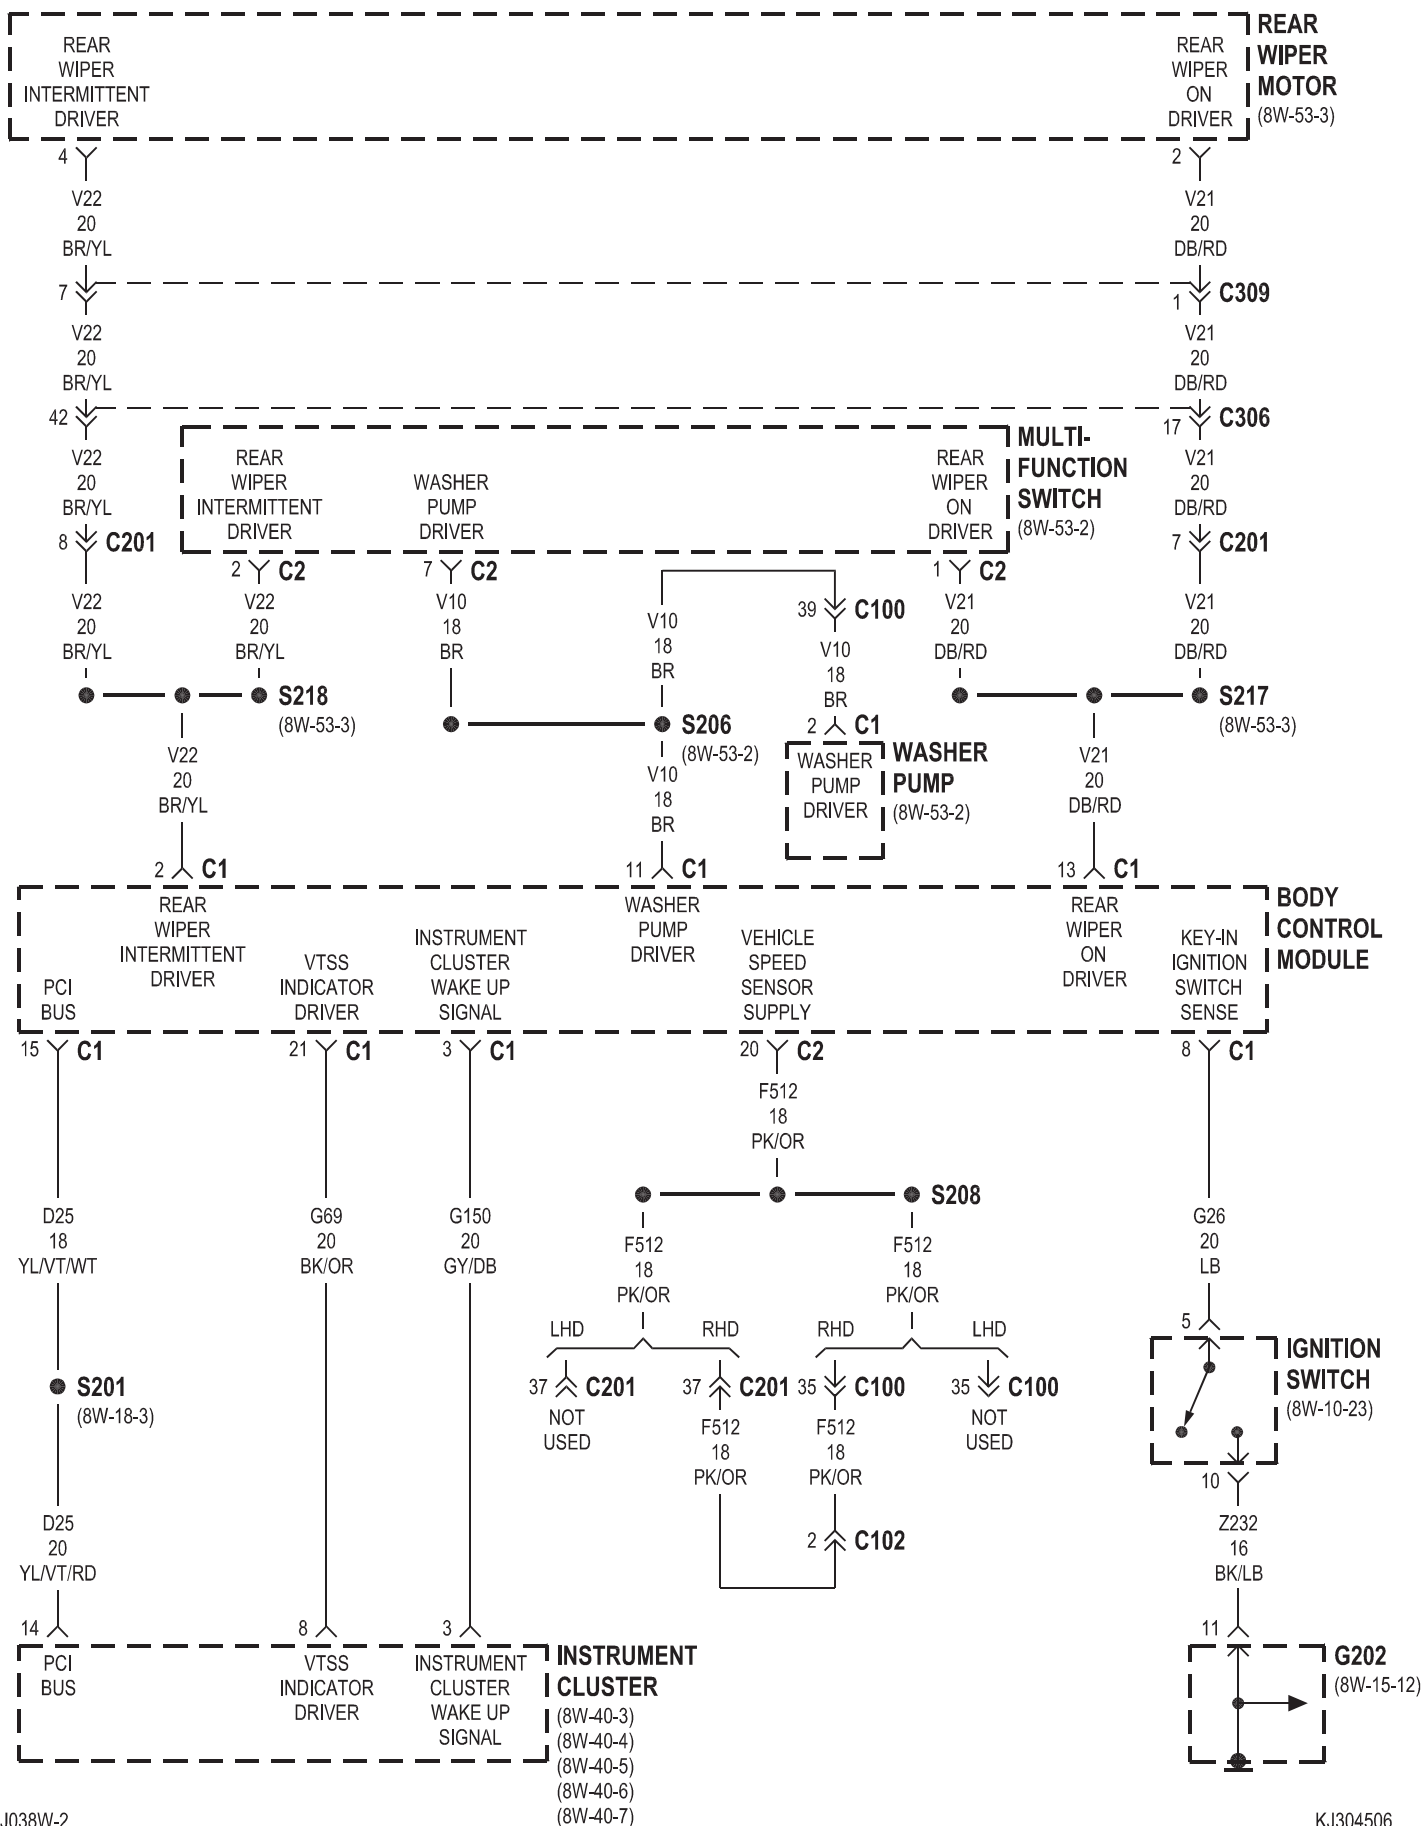 REAR
WIPER
INTERMITTENT
DRIVER
REAR
WIPER
ON
DRIVER
REAR
WIPER
MOTOR
(8W-53-3)
4
2
V22
20
BR/YL
V21
20
DB/RD
7
1
C309
V22
20
BR/YL
V21
20
DB/RD
42
17
C306
V22
20
BR/YL
REAR
WIPER
INTERMITTENT
DRIVER
WASHER
PUMP
DRIVER
REAR
WIPER
ON
DRIVER
MULTI-
FUNCTION
SWITCH
(8W-53-2)
V21
20
DB/RD
8 C201
7 C201
2 C2
7 C2
1 C2
V22
20
BR/YL
V22
20
BR/YL
V10
18
BR
V10
18
BR
39 C100
V10
18
BR
V21
20
DB/RD
V21
20
DB/RD
S218
(8W-53-3)
S206
(8W-53-2)
2 C1
WASHER
PUMP
DRIVER
WASHER
PUMP
(8W-53-2)
S217
(8W-53-3)
V22
20
BR/YL
V10
18
BR
V21
20
DB/RD
2 C1
11 C1
13 C1
BODY
CONTROL
MODULE
REAR
WIPER
INTERMITTENT
DRIVER
WASHER
PUMP
DRIVER
REAR
WIPER
ON
DRIVER
PCI
BUS
VTSS
INDICATOR
DRIVER
INSTRUMENT
CLUSTER
WAKE UP
SIGNAL
VEHICLE
SPEED
SENSOR
SUPPLY
KEY-IN
IGNITION
SWITCH
SENSE
15 C1
21 C1
3 C1
20 C2
8 C1
F512
18
PK/OR
S208
D25
18
YL/VT/WT
G69
20
BK/OR
G150
20
GY/DB
F512
18
PK/OR
F512
18
PK/OR
G26
20
LB
LHD
RHD
RHD
LHD
37 C201
NOT
USED
37 C201
35 C100
35 C100
NOT
USED
5
IGNITION
SWITCH
(8W-10-23)
S201
(8W-18-3)
F512
18
PK/OR
F512
18
PK/OR
10
2 C102
D25
20
YL/VT/RD
Z232
16
BK/LB
14
8
3
11
PCI
BUS
VTSS
INDICATOR
DRIVER
INSTRUMENT
CLUSTER
WAKE UP
SIGNAL
INSTRUMENT
CLUSTER
(8W-40-3)
(8W-40-4)
(8W-40-5)
(8W-40-6)
(8W-40-7)
G202
(8W-15-12)
J038W-2
KJ304506